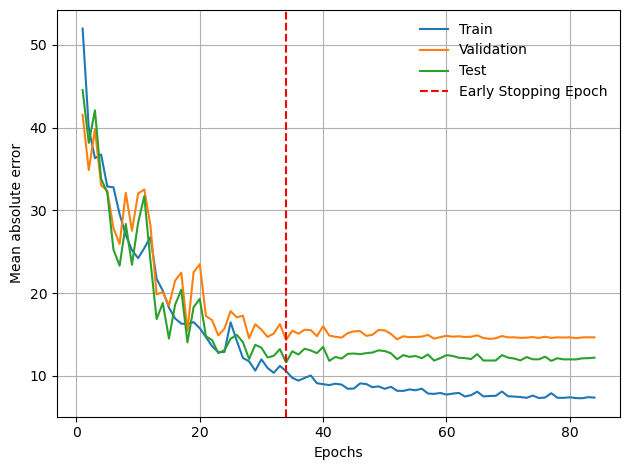 Train
Validation
Test
Early Stopping Epoch
Mean absolute error
50
40
30
20
10
0
20
40
60
80
Epochs